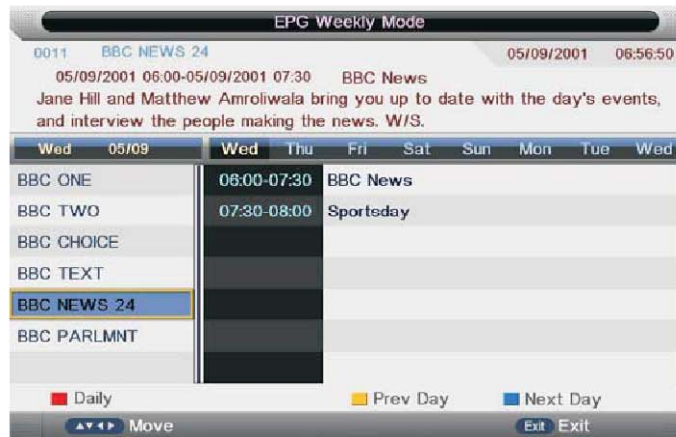 EPG Weekly Mode
0011 BBC NEWS 24 05/09/2001 06:56:50
05/09/2001 06:00-05/09/2001 07:30 BBC News
Jane Hill and Matthew Amroliwala bring you up to date with the day's events,
and interview the people making the news. W/S.
Wed 05/09 Wed Thu Fri Sat Sun Mon Tue Wed
BBC ONE 06:00-07:30 BBC News
BBC TWO 07:30-08:00 Sportsday
BBC CHOICE
BBC TEXT
BBC NEWS 24
BBC PARLMNT
Daily Prev Day Next Day
Move Exit Exit